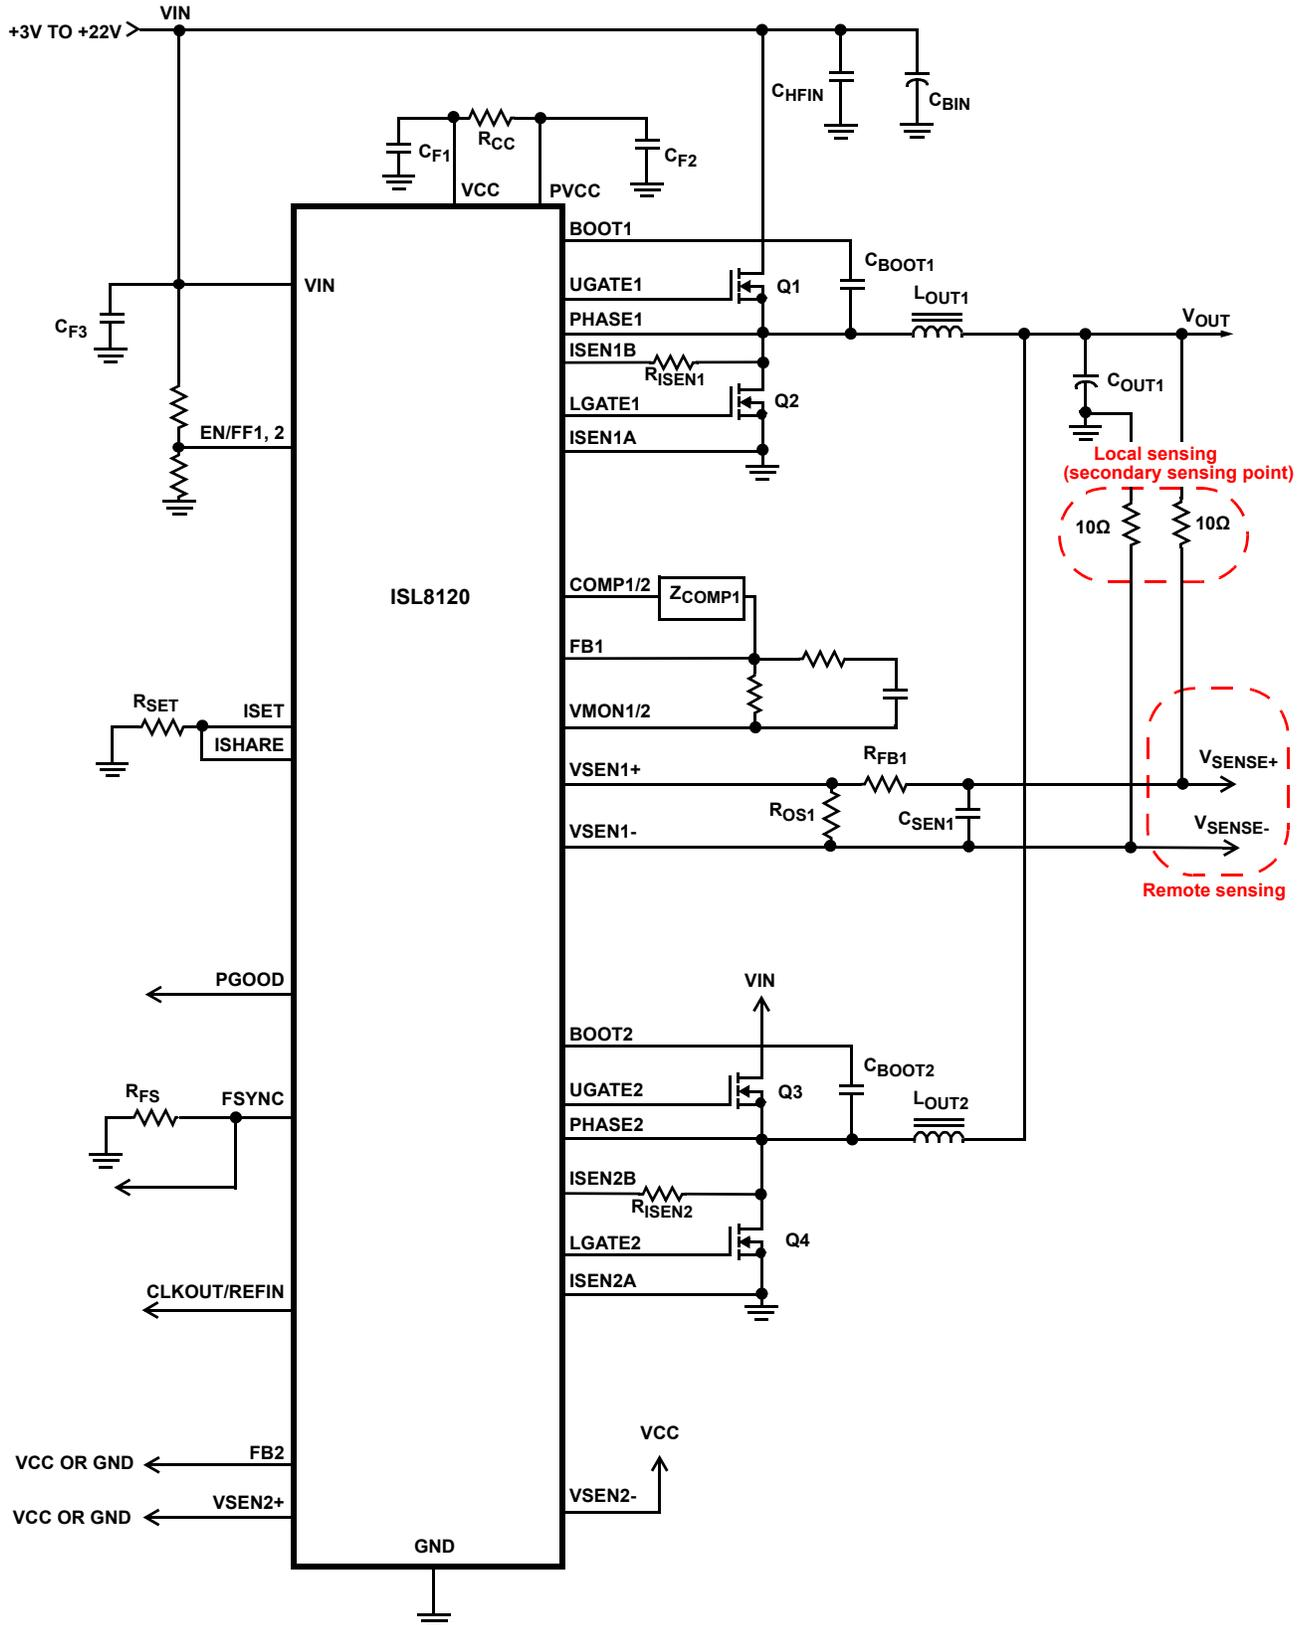 VIN
+3V TO +22V
CHFIN
CBIN
CF1
RCC
CF2
VCC
PVCC
BOOT1
CBOOT1
VIN
UGATE1
Q1
LOUT1
CF3
PHASE1
VOUT
ISEN1B
RISEN1
COUT1
LGATE1
Q2
EN/FF1, 2
ISEN1A
Local sensing
(secondary sensing point)
10Ω
10Ω
ISL8120
COMP1/2
ZCOMP1
FB1
RSET
ISET
VMON1/2
ISHARE
RFB1
VSEN1+
VSENSE+
ROS1
CSEN1
VSEN1-
VSENSE-
Remote sensing
PGOOD
VIN
BOOT2
CBOOT2
RFS
FSYNC
UGATE2
Q3
LOUT2
PHASE2
ISEN2B
RISEN2
LGATE2
Q4
CLKOUT/REFIN
ISEN2A
VCC
FB2
VCC OR GND
VSEN2+
VSEN2-
VCC OR GND
GND